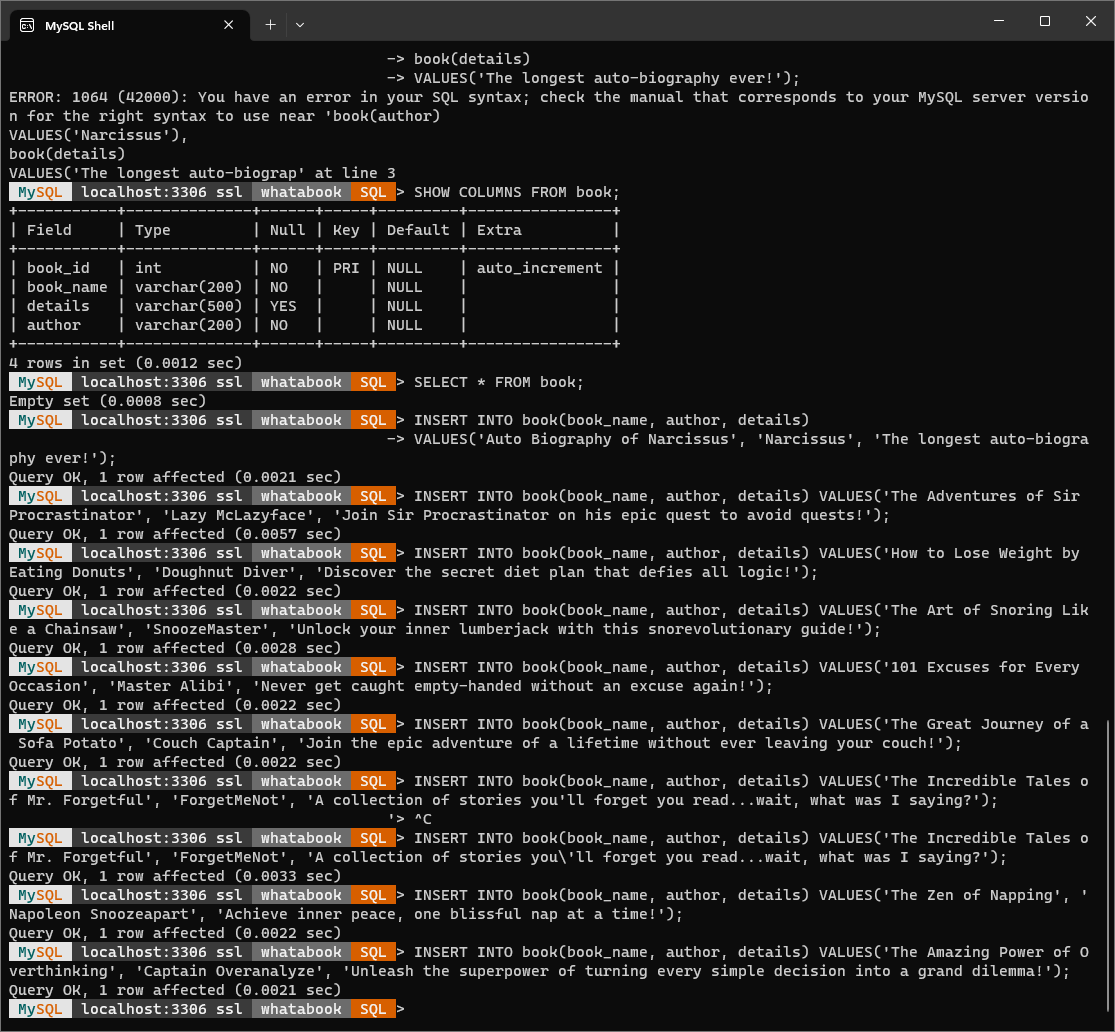 MySQL Shell
-> book(details)
-> VALUES('The longest auto-biography ever!');
ERROR: 1064 (42000): You have an error in your SQL syntax; check the manual that corresponds to your MySQL server versio
n for the right syntax to use near 'book(author)
VALUES('Narcissus'),
book(details)
VALUES('The longest auto-biograp' at line 3
MySQL localhost:3306 ssl whatabook SQL > SHOW COLUMNS FROM book;
+-----------+--------------+------+-----+---------+----------------+
| Field     | Type         | Null | Key | Default | Extra          |
+-----------+--------------+------+-----+---------+----------------+
| book_id   | int          | NO   | PRI | NULL    | auto_increment |
| book_name | varchar(200) | NO   |     | NULL    |                |
| details   | varchar(500) | YES  |     | NULL    |                |
| author    | varchar(200) | NO   |     | NULL    |                |
+-----------+--------------+------+-----+---------+----------------+
4 rows in set (0.0012 sec)
MySQL localhost:3306 ssl whatabook SQL > SELECT * FROM book;
Empty set (0.0008 sec)
MySQL localhost:3306 ssl whatabook SQL > INSERT INTO book(book_name, author, details)
-> VALUES('Auto Biography of Narcissus', 'Narcissus', 'The longest auto-biogra
phy ever!');
Query OK, 1 row affected (0.0021 sec)
MySQL localhost:3306 ssl whatabook SQL > INSERT INTO book(book_name, author, details) VALUES('The Adventures of Sir
Procrastinator', 'Lazy McLazyface', 'Join Sir Procrastinator on his epic quest to avoid quests!');
Query OK, 1 row affected (0.0057 sec)
MySQL localhost:3306 ssl whatabook SQL > INSERT INTO book(book_name, author, details) VALUES('How to Lose Weight by
Eating Donuts', 'Doughnut Diver', 'Discover the secret diet plan that defies all logic!');
Query OK, 1 row affected (0.0022 sec)
MySQL localhost:3306 ssl whatabook SQL > INSERT INTO book(book_name, author, details) VALUES('The Art of Snoring Lik
e a Chainsaw', 'SnoozeMaster', 'Unlock your inner lumberjack with this snorevolutionary guide!');
Query OK, 1 row affected (0.0028 sec)
MySQL localhost:3306 ssl whatabook SQL > INSERT INTO book(book_name, author, details) VALUES('101 Excuses for Every
Occasion', 'Master Alibi', 'Never get caught empty-handed without an excuse again!');
Query OK, 1 row affected (0.0022 sec)
MySQL localhost:3306 ssl whatabook SQL > INSERT INTO book(book_name, author, details) VALUES('The Great Journey of a
Sofa Potato', 'Couch Captain', 'Join the epic adventure of a lifetime without ever leaving your couch!');
Query OK, 1 row affected (0.0022 sec)
MySQL localhost:3306 ssl whatabook SQL > INSERT INTO book(book_name, author, details) VALUES('The Incredible Tales o
f Mr. Forgetful', 'ForgetMeNot', 'A collection of stories you'll forget you read...wait, what was I saying?');
'> ^C
MySQL localhost:3306 ssl whatabook SQL > INSERT INTO book(book_name, author, details) VALUES('The Incredible Tales o
f Mr. Forgetful', 'ForgetMeNot', 'A collection of stories you\'ll forget you read...wait, what was I saying?');
Query OK, 1 row affected (0.0033 sec)
MySQL localhost:3306 ssl whatabook SQL > INSERT INTO book(book_name, author, details) VALUES('The Zen of Napping', '
Napoleon Snoozeapart', 'Achieve inner peace, one blissful nap at a time!');
Query OK, 1 row affected (0.0022 sec)
MySQL localhost:3306 ssl whatabook SQL > INSERT INTO book(book_name, author, details) VALUES('The Amazing Power of O
verthinking', 'Captain Overanalyze', 'Unleash the superpower of turning every simple decision into a grand dilemma!');
Query OK, 1 row affected (0.0021 sec)
MySQL localhost:3306 ssl whatabook SQL >